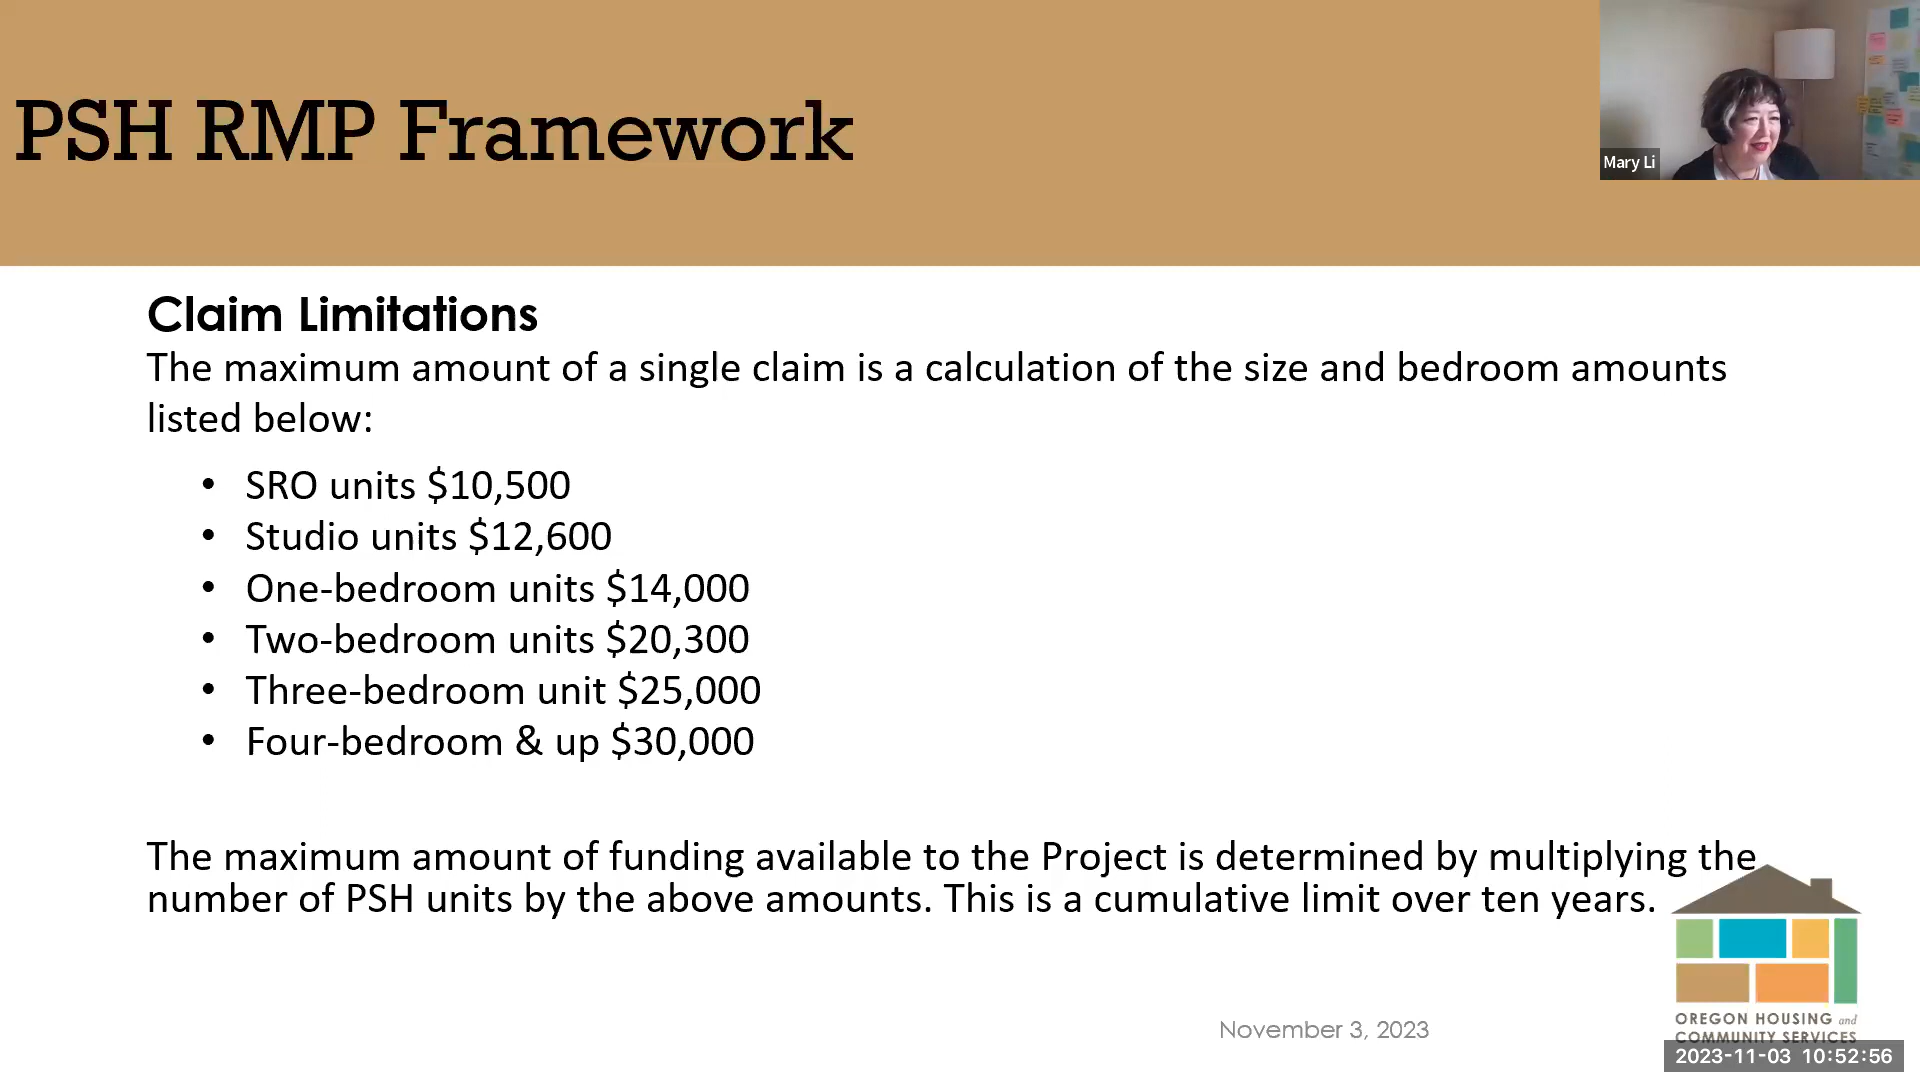 PSH RMP Framework
Mary Li
Claim Limitations
The maximum amount of a single claim is a calculation of the size and bedroom amounts
listed below:
• SRO units $10,500
• Studio units $12,600
• One-bedroom units $14,000
• Two-bedroom units $20,300
• Three-bedroom unit $25,000
• Four-bedroom & up $30,000
The maximum amount of funding available to the Project is determined by multiplying the
number of PSH units by the above amounts. This is a cumulative limit over ten years.
OREGON HOUSING and
COMMUNITY SERVICES
November 3, 2023
2023-11-03 10:52:56